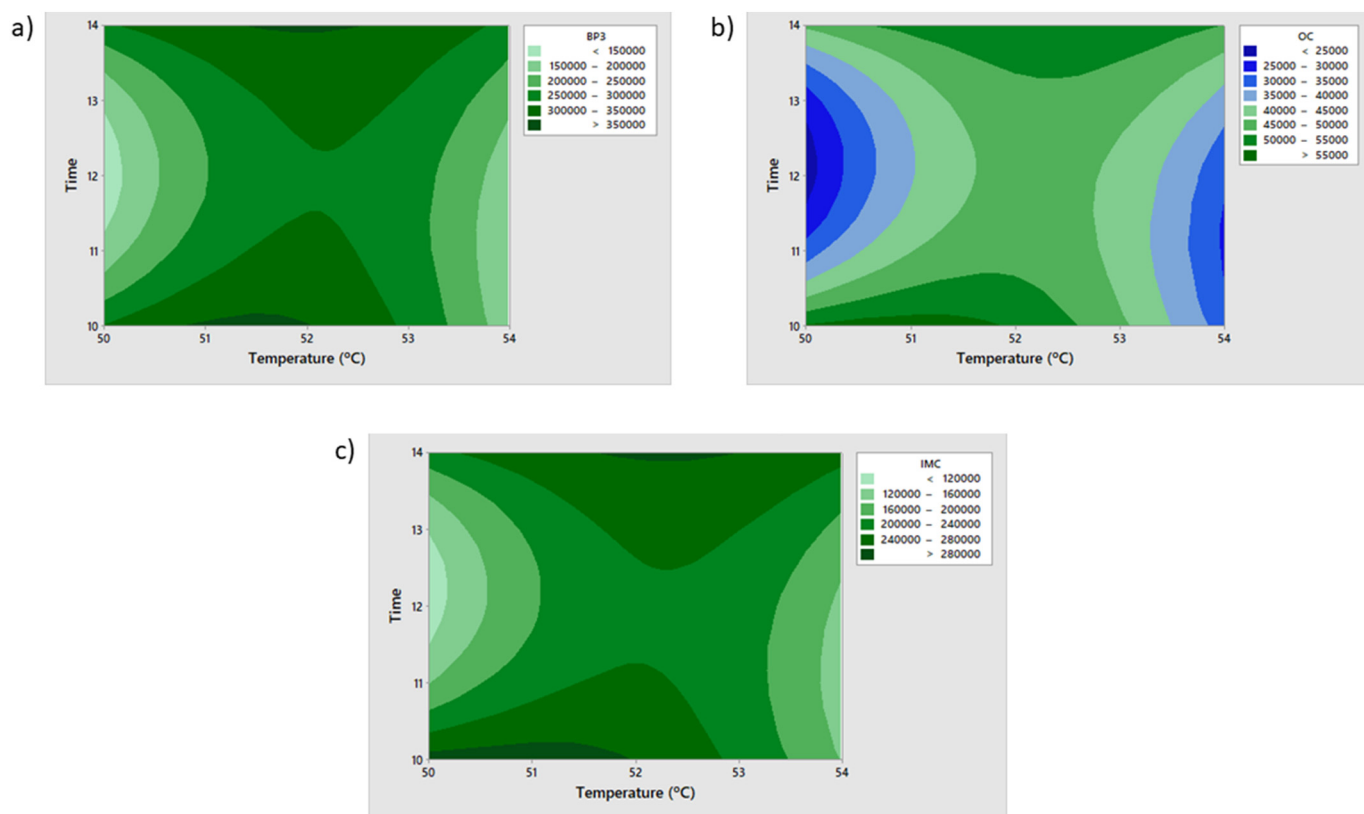 a)
BP3
< 150000
150000 – 200000
200000 – 250000
250000 – 300000
300000 – 350000
> 350000
Time
14
13
12
11
10
50 51 52 53 54
Temperature (°C)
b)
OC
< 25000
25000 – 30000
30000 – 35000
35000 – 40000
40000 – 45000
45000 – 50000
50000 – 55000
> 55000
Time
14
13
12
11
10
50 51 52 53 54
Temperature (°C)
c)
IMC
< 120000
120000 – 160000
160000 – 200000
200000 – 240000
240000 – 280000
> 280000
Time
14
13
12
11
10
50 51 52 53 54
Temperature (°C)